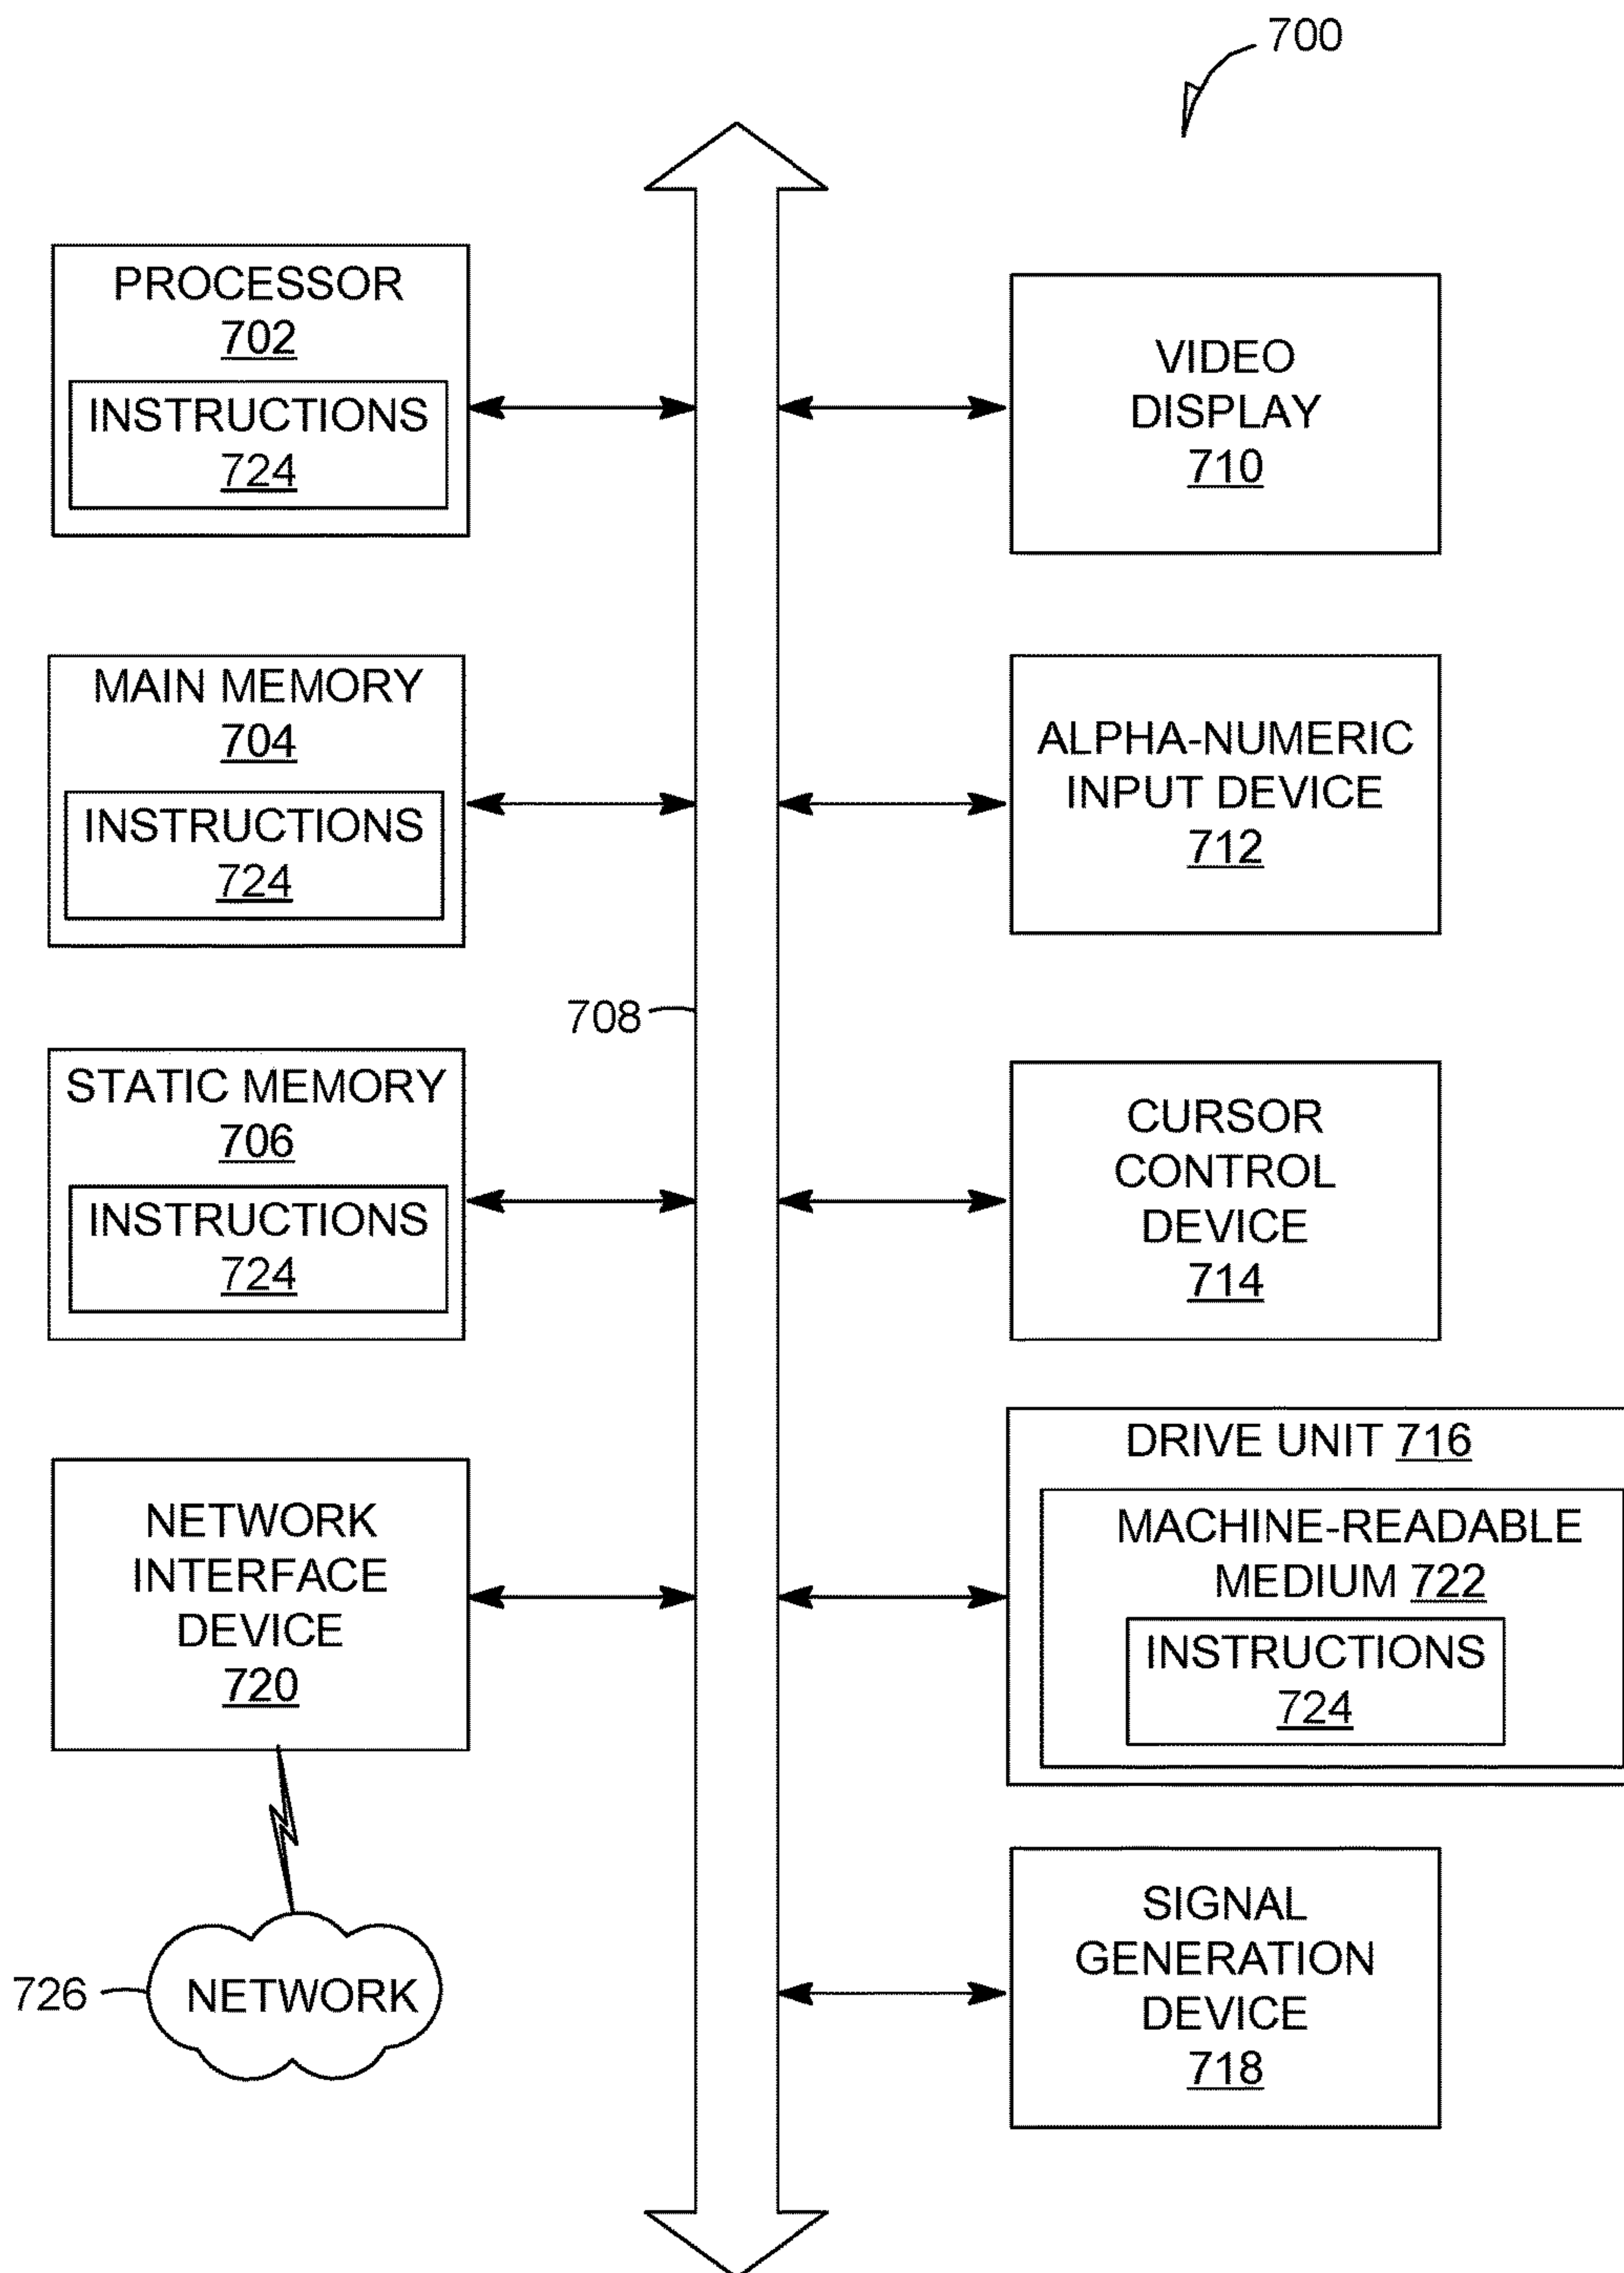 700
PROCESSOR
702
INSTRUCTIONS
724
MAIN MEMORY
704
INSTRUCTIONS
724
708
STATIC MEMORY
706
INSTRUCTIONS
724
NETWORK
INTERFACE
DEVICE
720
726
NETWORK
VIDEO
DISPLAY
710
ALPHA-NUMERIC
INPUT DEVICE
712
CURSOR
CONTROL
DEVICE
714
DRIVE UNIT 716
MACHINE-READABLE
MEDIUM 722
INSTRUCTIONS
724
SIGNAL
GENERATION
DEVICE
718